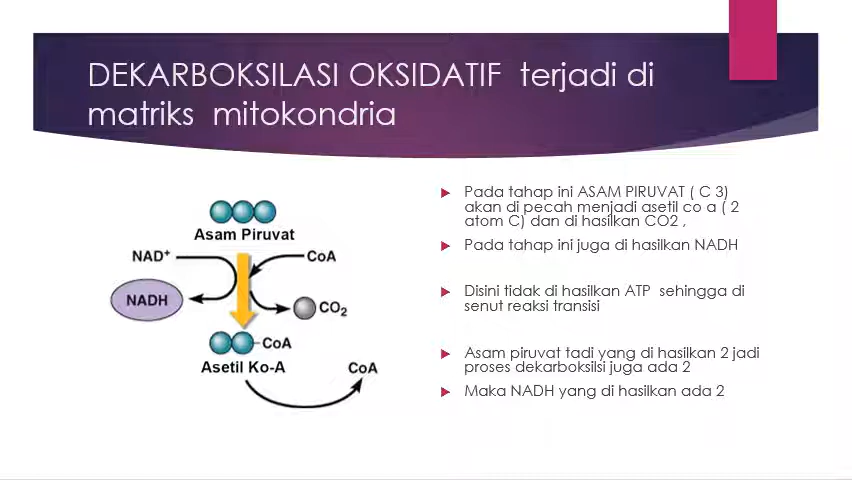 DEKARBOKSILASI OKSIDATIF terjadi di
matriks mitokondria
Asam Piruvat
NAD+
CoA
NADH
CO2
CoA
Asetil Ko-A
CoA
Pada tahap ini ASAM PIRUVAT ( C 3)
akan di pecah menjadi asetil co a ( 2
atom C) dan di hasilkan CO2 ,
Pada tahap ini juga di hasilkan NADH
Disini tidak di hasilkan ATP sehingga di
senut reaksi transisi
Asam piruvat tadi yang di hasilkan 2 jadi
proses dekarboksilsi juga ada 2
Maka NADH yang di hasilkan ada 2